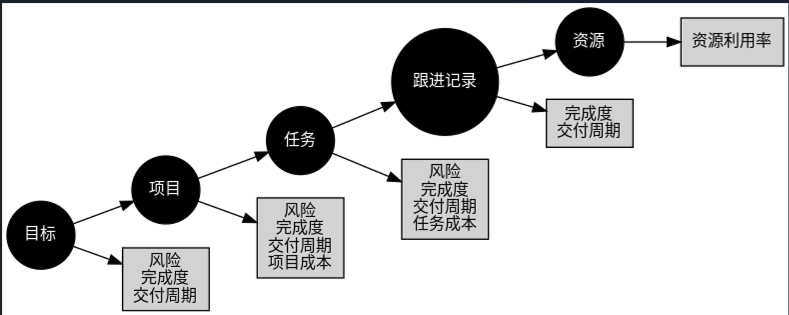 资源
资源利用率
跟进记录
完成度
交付周期
任务
风险
完成度
交付周期
任务成本
项目
风险
完成度
交付周期
项目成本
目标
风险
完成度
交付周期